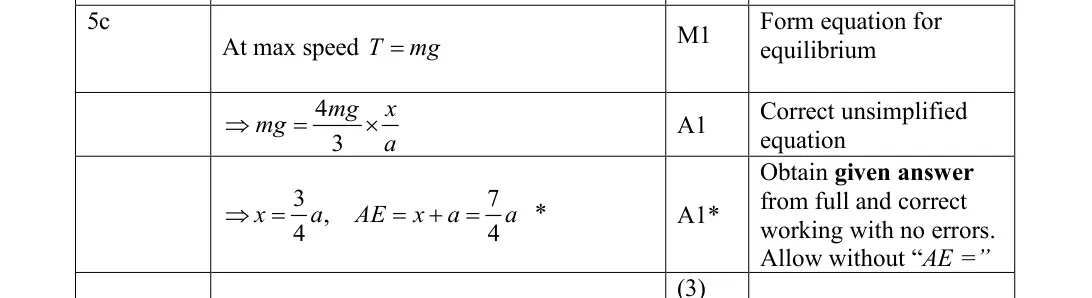 5c
At max speed T = mg
M1
Form equation for
equilibrium
⇒ mg = 4mg/3 × x/a
A1
Correct unsimplified
equation
⇒ x = 3/4 a, AE = x + a = 7/4 a *
A1*
Obtain given answer
from full and correct
working with no errors.
Allow without “AE =”
(3)